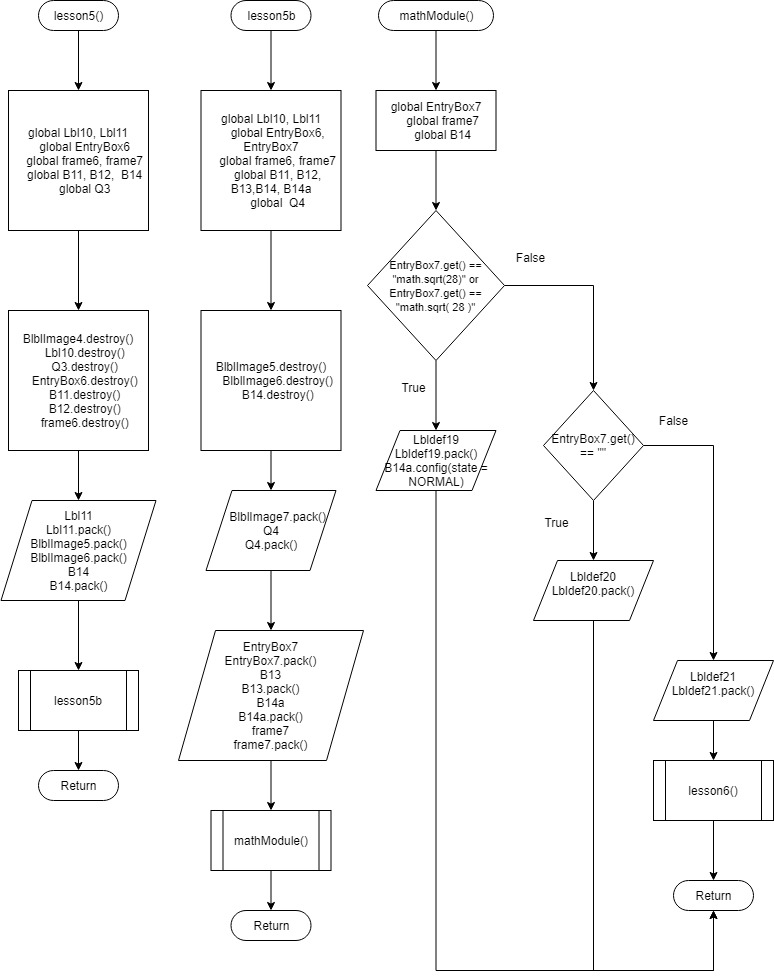 lesson5()
global Lbl10, Lbl11
global EntryBox6
global frame6, frame7
global B11, B12, B14
global Q3
BlblImage4.destroy()
Lbl10.destroy()
Q3.destroy()
EntryBox6.destroy()
B11.destroy()
B12.destroy()
frame6.destroy()
Lbl11
Lbl11.pack()
BlblImage5.pack()
BlblImage6.pack()
B14
B14.pack()
lesson5b
Return
lesson5b
global Lbl10, Lbl11
global EntryBox6,
EntryBox7
global frame6, frame7
global B11, B12,
B13,B14, B14a
global Q4
BlblImage5.destroy()
BlblImage6.destroy()
B14.destroy()
BlblImage7.pack()
Q4
Q4.pack()
EntryBox7
EntryBox7.pack()
B13
B13.pack()
B14a
B14a.pack()
frame7
frame7.pack()
mathModule()
Return
mathModule()
global EntryBox7
global frame7
global B14
EntryBox7.get() ==
"math.sqrt(28)" or
EntryBox7.get() ==
"math.sqrt( 28 )"
False
True
Lbldef19
Lbldef19.pack()
B14a.config(state =
NORMAL)
EntryBox7.get()
== ""
False
True
Lbldef20
Lbldef20.pack()
Lbldef21
Lbldef21.pack()
lesson6()
Return